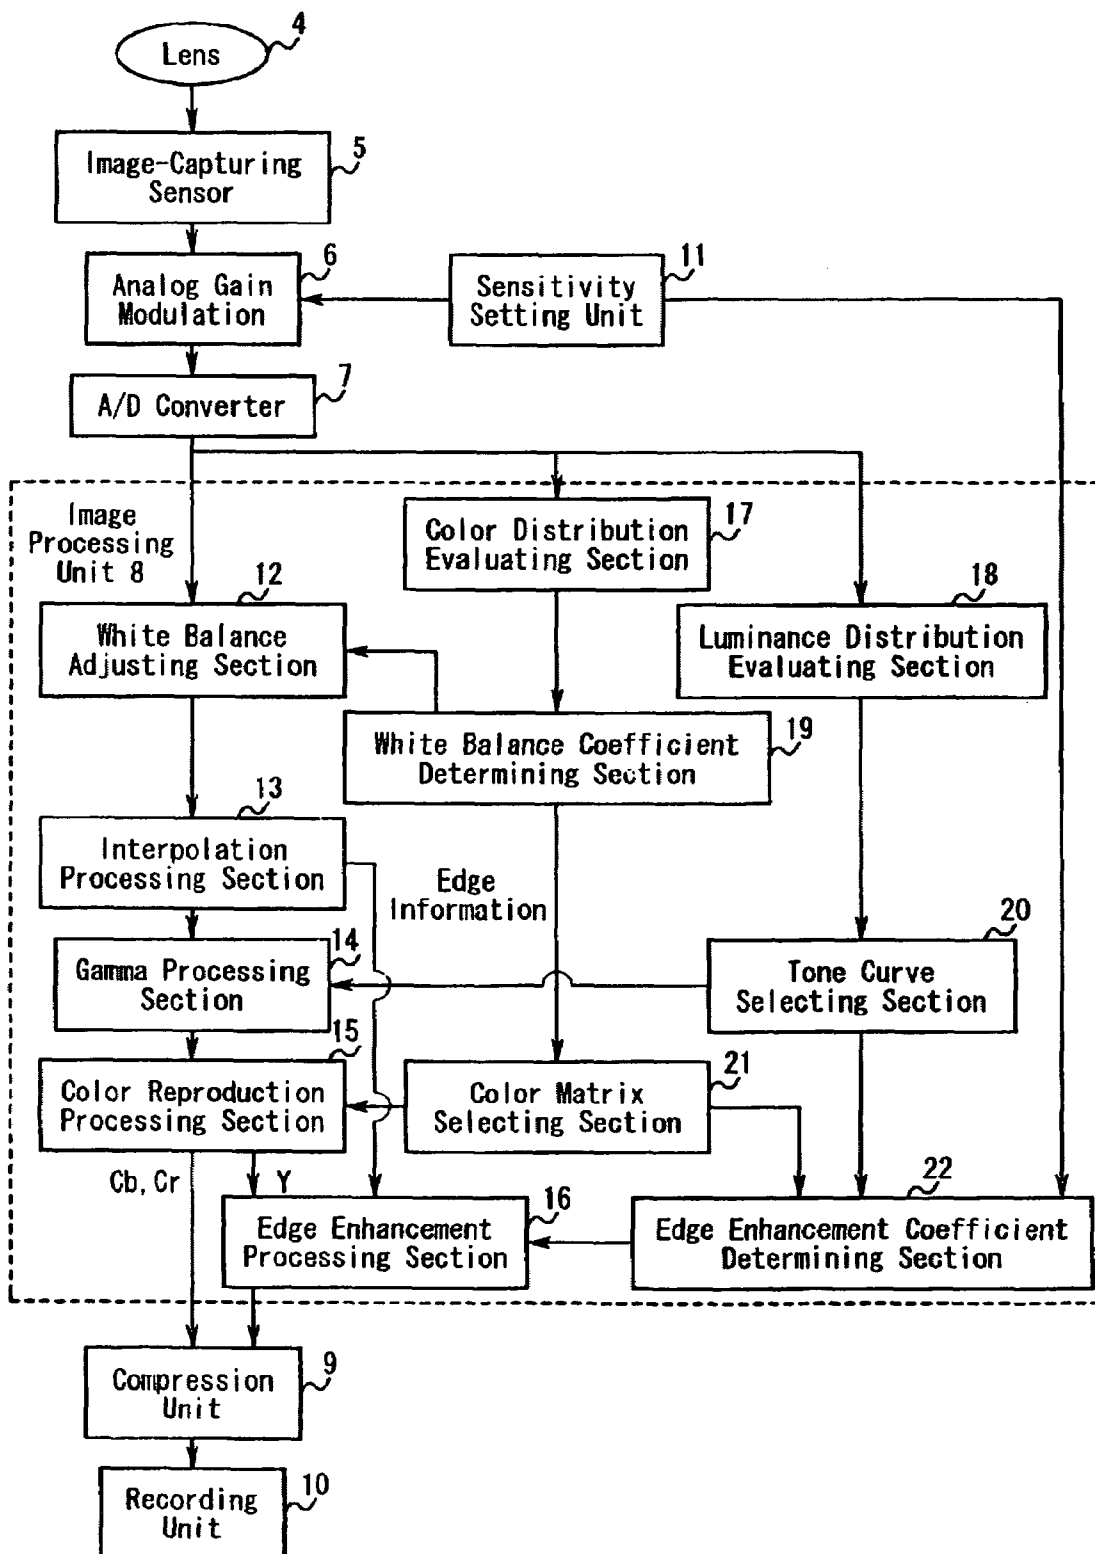 4
Lens
Image-Capturing
Sensor
5
6
Analog Gain
Modulation
11
Sensitivity
Setting Unit
7
A/D Converter
Image
Processing
Unit 8
17
Color Distribution
Evaluating Section
12
White Balance
Adjusting Section
18
Luminance Distribution
Evaluating Section
19
White Balance Coefficient
Determining Section
13
Interpolation
Processing Section
Edge
Information
14
Gamma Processing
Section
20
Tone Curve
Selecting Section
15
Color Reproduction
Processing Section
21
Color Matrix
Selecting Section
Cb, Cr
Y
16
Edge Enhancement
Processing Section
22
Edge Enhancement Coefficient
Determining Section
9
Compression
Unit
10
Recording
Unit